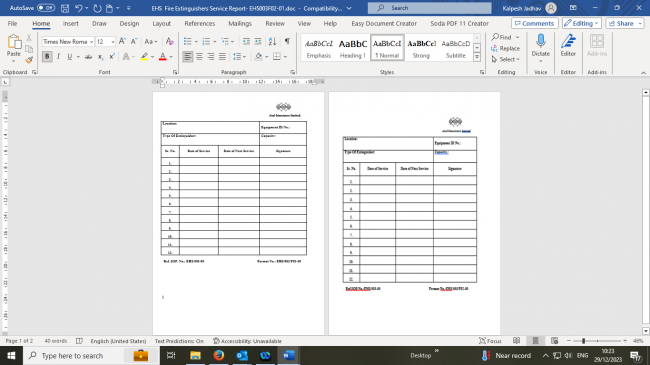 AutoSave Off EHS Fire Extinguishers Service Report- EHS003F02-01.doc - Compatibility... Search Kalpesh Jadhav
File Home Insert Draw Design Layout References Mailings Review View Help Easy Document Creator Soda PDF 11 Creator Comments Editing Share
Times New Roma 12 AaBbCcI AaBbC AaBbCcI AaBbCcI AaBbCcD Find
Paste Emphasis Heading 1 1 Normal Strong Subtitle Replace Dictate Editor Add-ins
B I U Select
Clipboard Font Paragraph Styles Editing Voice Editor Add-ins
Location: Equipment ID No.:
Type Of Extinguisher: Capacity:
Sr. No. Date of Service Date of Next Service Signature
1.
2.
3.
4.
5.
6.
7.
8.
9.
10.
11.
12.
Ref. SOP. No.: EHS/003-00 Format No.: EHS/003/F02-00
Location: Equipment ID No.:
Type Of Extinguisher: Capacity:
Sr. No. Date of Service Date of Next Service Signature
1.
2.
3.
4.
5.
6.
7.
8.
9.
10.
11.
12.
Ref.SOP. No.:EHS/003-00 Format No.:EHS/003/F02-00
Page 1 of 2 40 words English (United States) Text Predictions: On Accessibility: Unavailable Focus 46%
Type here to search Desktop Near record ENG 10:23
29/12/2023